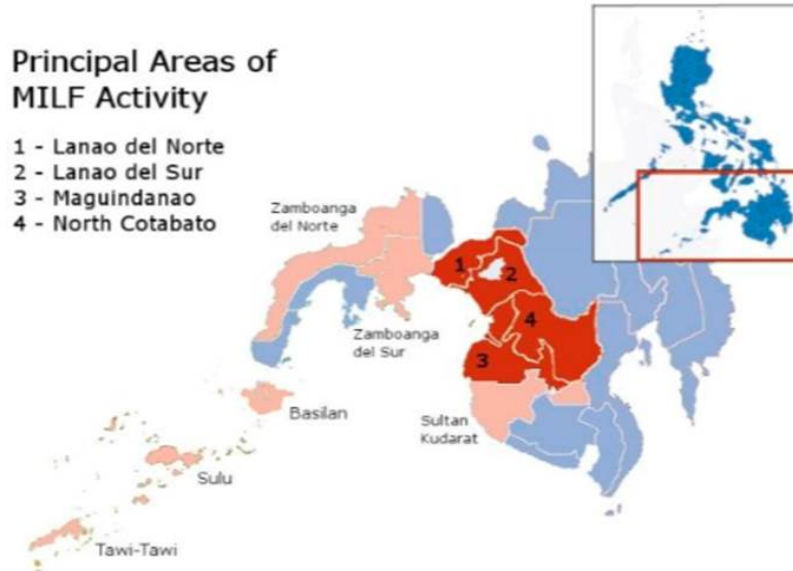 Principal Areas of
MILF Activity
1 - Lanao del Norte
2 - Lanao del Sur
3 - Maguindanao
4 - North Cotabato
Zamboanga
del Norte
1
2
4
3
Zamboanga
del Sur
Basilan
Sultan
Kudarat
Sulu
Tawi-Tawi